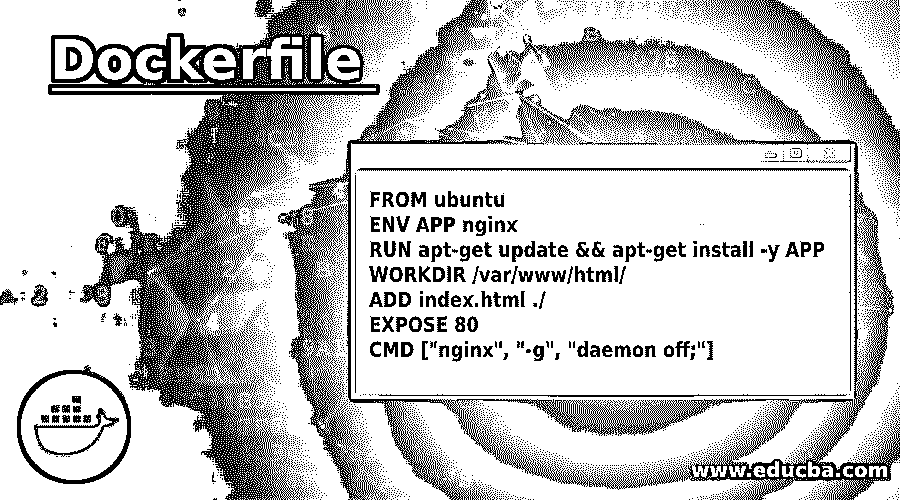 Dockerfile
FROM ubuntu
ENV APP nginx
RUN apt-get update && apt-get install -y APP
WORKDIR /var/www/html/
ADD index.html ./
EXPOSE 80
CMD ["nginx", "-g", "daemon off;"]
www.educba.com